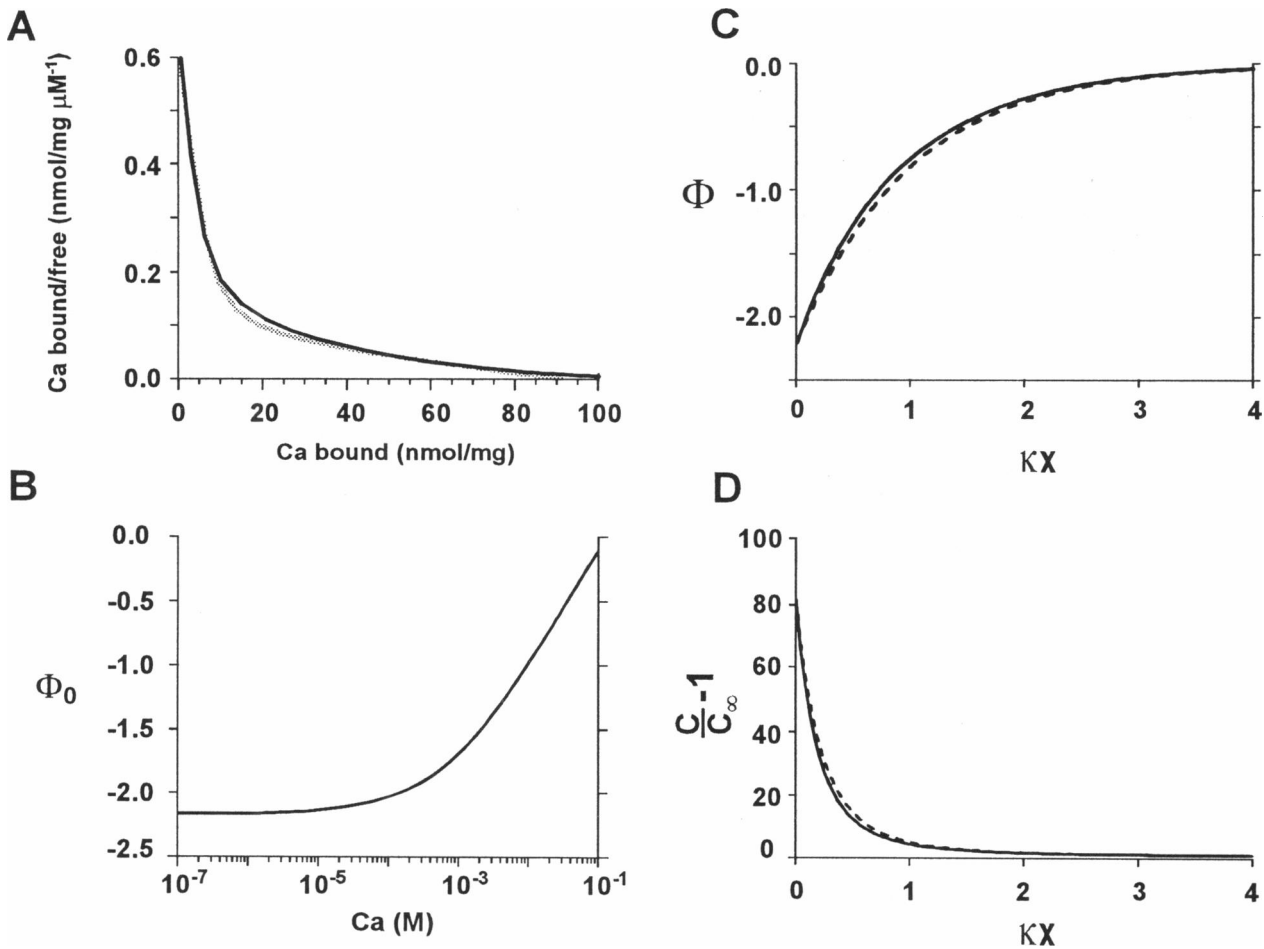 A
Ca bound/free (nmol/mg μM⁻¹)
0.6
0.4
0.2
0.0
0 20 40 60 80 100
Ca bound (nmol/mg)
B
Φ₀
0.0
-0.5
-1.0
-1.5
-2.0
-2.5
10⁻⁷ 10⁻⁵ 10⁻³ 10⁻¹
Ca (M)
C
Φ
0.0
-1.0
-2.0
0 1 2 3 4
κx
D
C/C∞ -1
100
80
60
40
20
0
0 1 2 3 4
κx